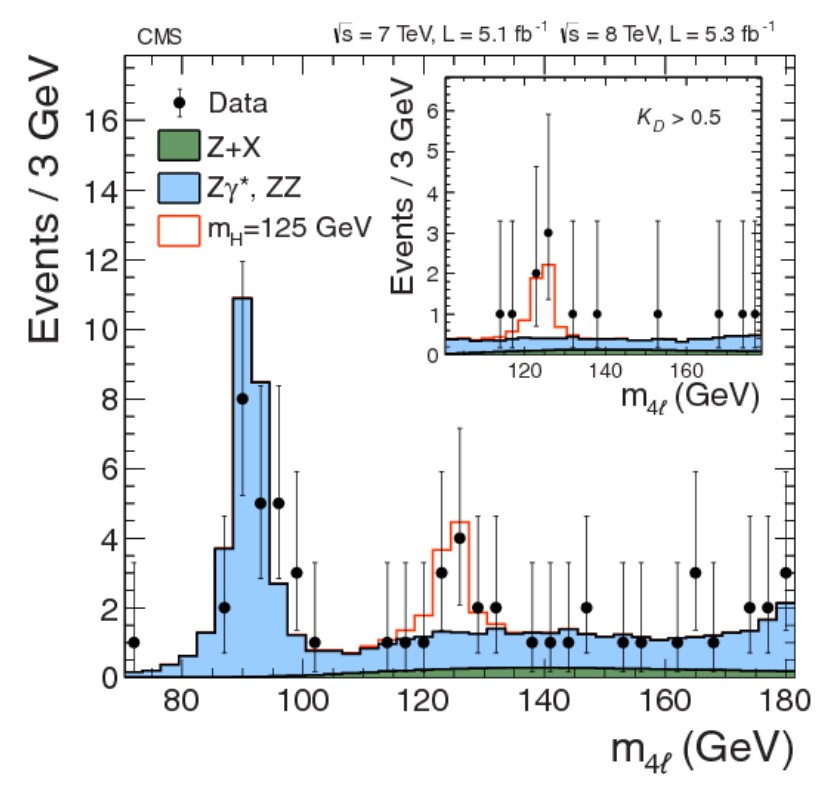 CMS √s = 7 TeV, L = 5.1 fb⁻¹ √s = 8 TeV, L = 5.3 fb⁻¹
Events / 3 GeV
16
14
12
10
8
6
4
2
0
Data
Z+X
Zγ*, ZZ
m_H=125 GeV
K_D > 0.5
Events / 3 GeV
6
5
4
3
2
1
0
120 140 160
m_4ℓ (GeV)
80 100 120 140 160 180
m_4ℓ (GeV)